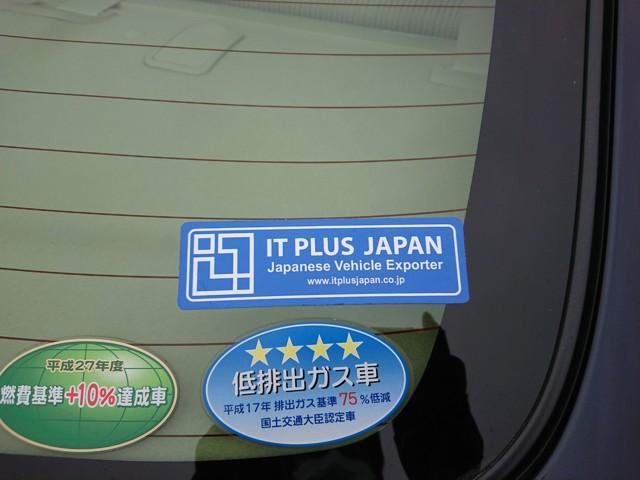 IT PLUS JAPAN
Japanese Vehicle Exporter
www.itplusjapan.co.jp
平成27年度
燃費基準+10%達成車
低排出ガス車
平成17年 排出ガス基準75%低減
国土交通大臣認定車